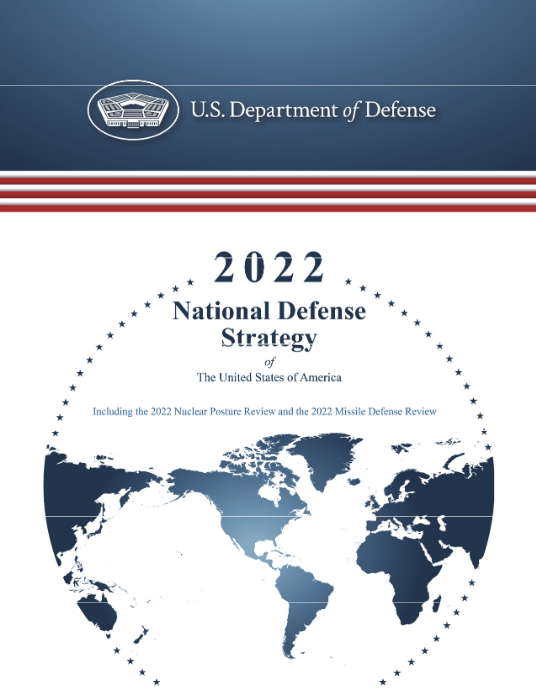 U.S. Department of Defense
2022
National Defense
Strategy
of
The United States of America
Including the 2022 Nuclear Posture Review and the 2022 Missile Defense Review